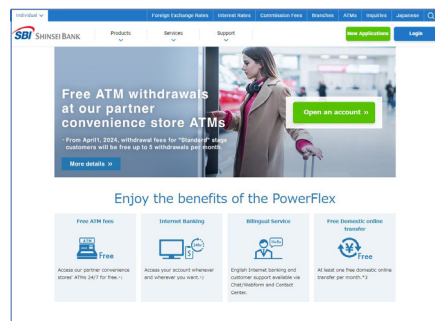 Individual
Foreign Exchange Rates
Interest Rates
Commission Fees
Branches
ATMs
Inquiries
Japanese
SBI SHINSEI BANK
Products
Services
Support
New Applications
Login
Free ATM withdrawals
at our partner
convenience store ATMs
- From April1, 2024, withdrawal fees for "Standard" stage
customers will be free up to 5 withdrawals per month.
More details »
Open an account »
Enjoy the benefits of the PowerFlex
Free ATM fees
ATM
Free
Access our partner convenience
stores' ATMs 24/7 for free.
Internet Banking
24hr
$
Access your account whenever
and wherever you want.
Bilingual Service
Hello
English Internet banking and
customer support available via
Chat/Webform and Contact
Center.
Free Domestic online
transfer
¥
Free
At least one free domestic online
transfer per month.*3